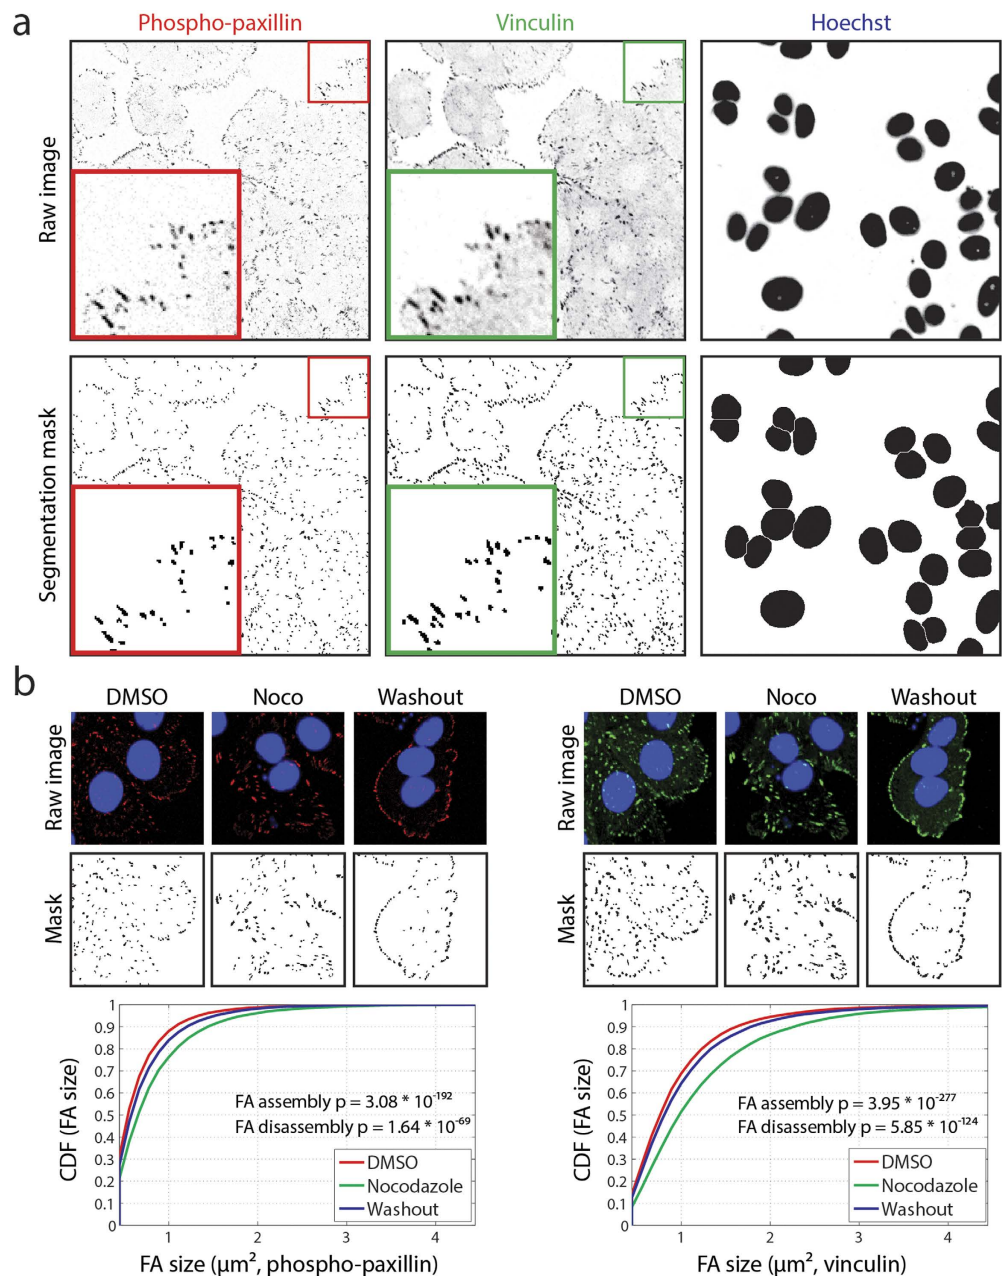 a
Phospho-paxillin
Vinculin
Hoechst
Raw image
Segmentation mask
b
DMSO
Noco
Washout
DMSO
Noco
Washout
Raw image
Raw image
Mask
Mask
CDF (FA size)
1
0.9
0.8
0.7
0.6
0.5
0.4
0.3
0.2
0.1
0
FA assembly p = 3.08 * 10⁻¹⁹²
FA disassembly p = 1.64 * 10⁻⁶⁹
DMSO
Nocodazole
Washout
1 2 3 4
FA size (μm², phospho-paxillin)
CDF (FA size)
1
0.9
0.8
0.7
0.6
0.5
0.4
0.3
0.2
0.1
0
FA assembly p = 3.95 * 10⁻²⁷⁷
FA disassembly p = 5.85 * 10⁻¹²⁴
DMSO
Nocodazole
Washout
1 2 3 4
FA size (μm², vinculin)